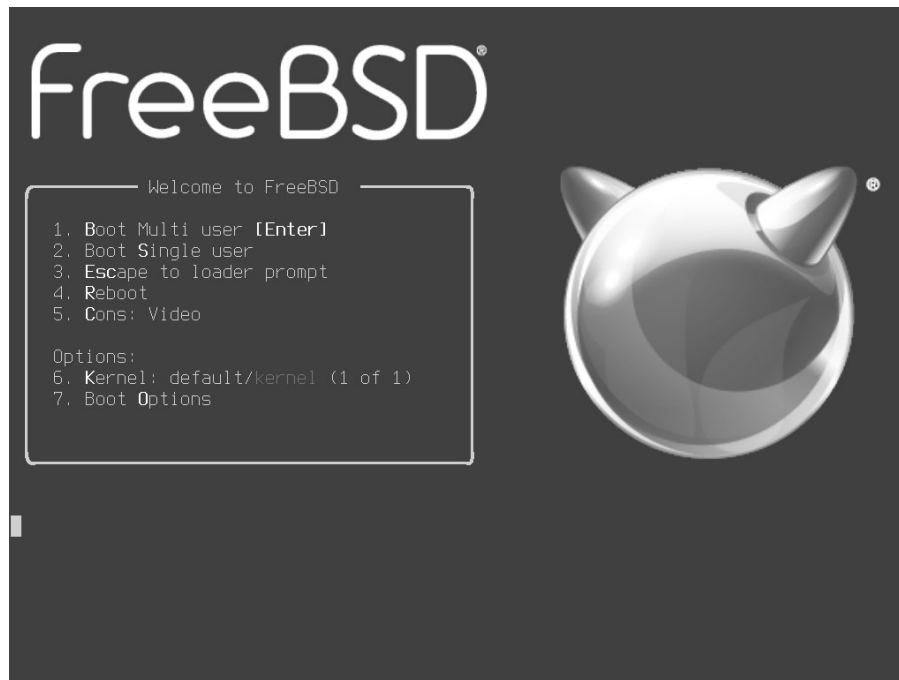 FreeBSD®
Welcome to FreeBSD
1. Boot Multi user [Enter]
2. Boot Single user
3. Escape to loader prompt
4. Reboot
5. Cons: Video
Options:
6. Kernel: default/kernel (1 of 1)
7. Boot Options
®